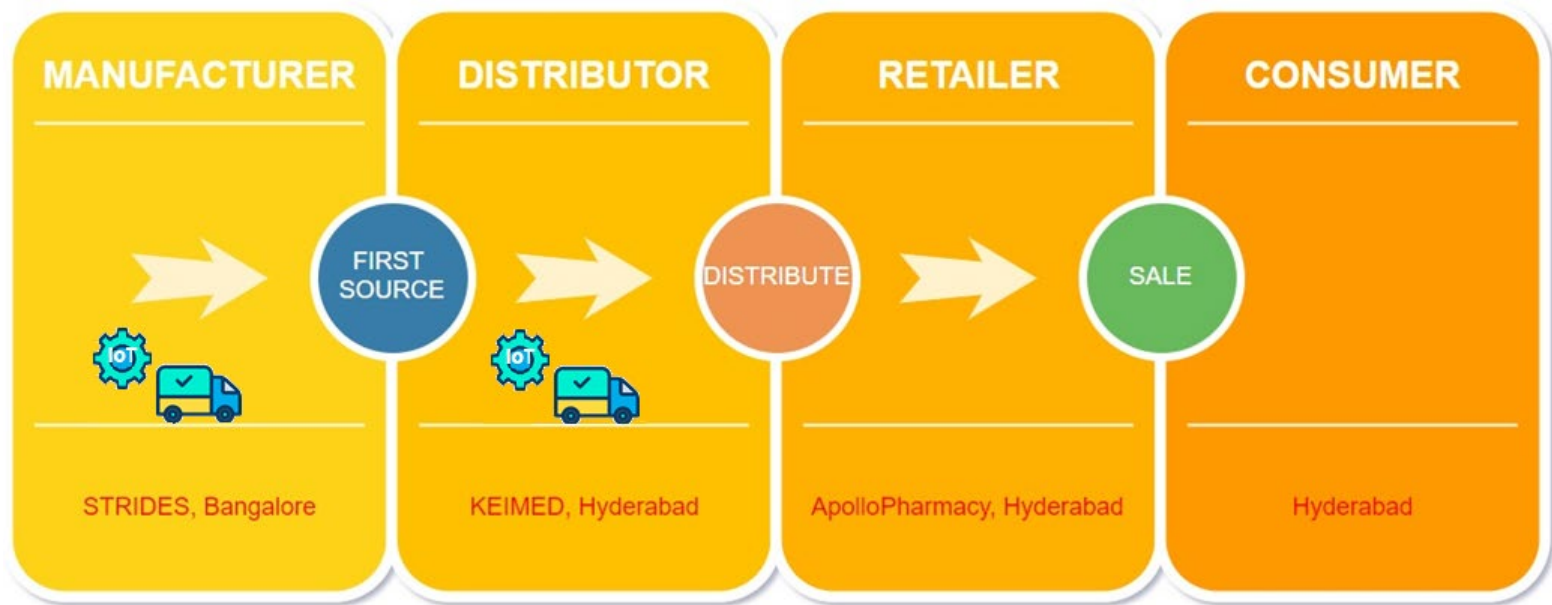 MANUFACTURER
DISTRIBUTOR
RETAILER
CONSUMER
FIRST
SOURCE
DISTRIBUTE
SALE
IoT
IoT
STRIDES, Bangalore
KEIMED, Hyderabad
ApolloPharmacy, Hyderabad
Hyderabad